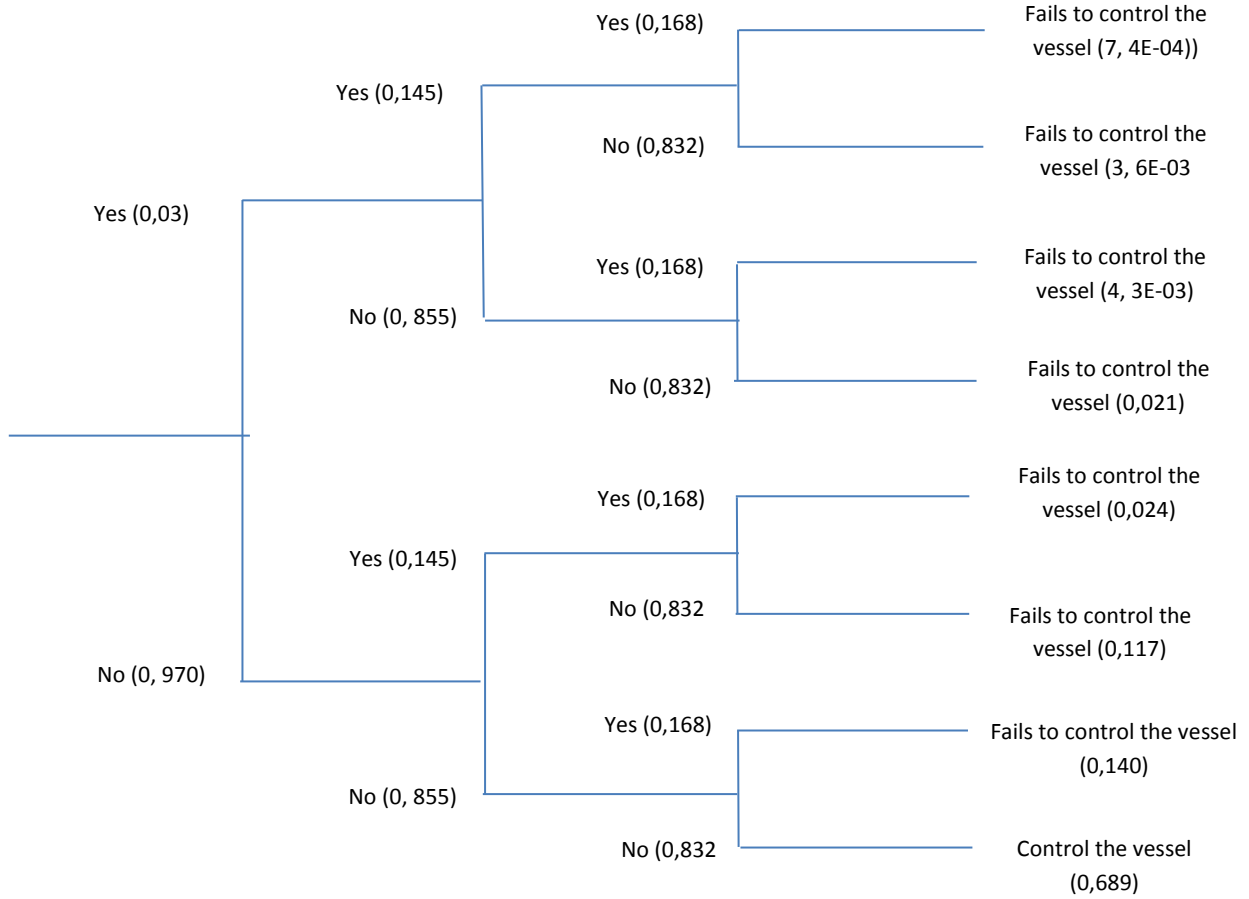 Yes (0,168)
Fails to control the
vessel (7, 4E-04))
Yes (0,145)
No (0,832)
Fails to control the
vessel (3, 6E-03
Yes (0,03)
Yes (0,168)
Fails to control the
vessel (4, 3E-03)
No (0, 855)
No (0,832)
Fails to control the
vessel (0,021)
Yes (0,168)
Fails to control the
vessel (0,024)
Yes (0,145)
No (0,832
Fails to control the
vessel (0,117)
No (0, 970)
Yes (0,168)
Fails to control the vessel
(0,140)
No (0, 855)
No (0,832
Control the vessel
(0,689)